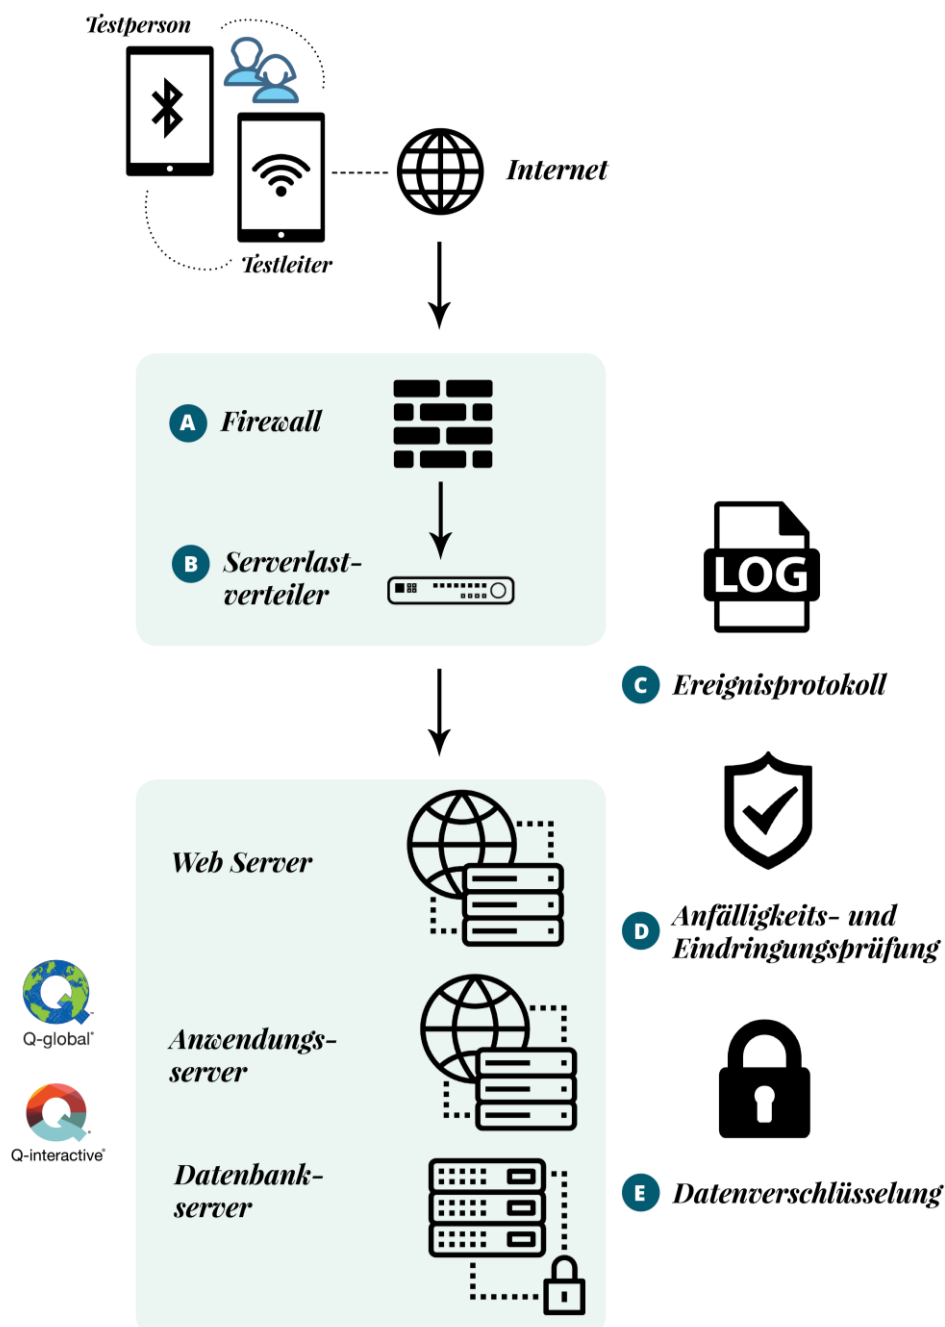 Testperson
Testleiter
Internet
A Firewall
B Serverlast-
verteiler
LOG
C Ereignisprotokoll
Web Server
D Anfälligkeits- und
Eindringungsprüfung
Q-global®
Anwendungs-
server
Q-interactive®
Datenbank-
server
E Datenverschlüsselung